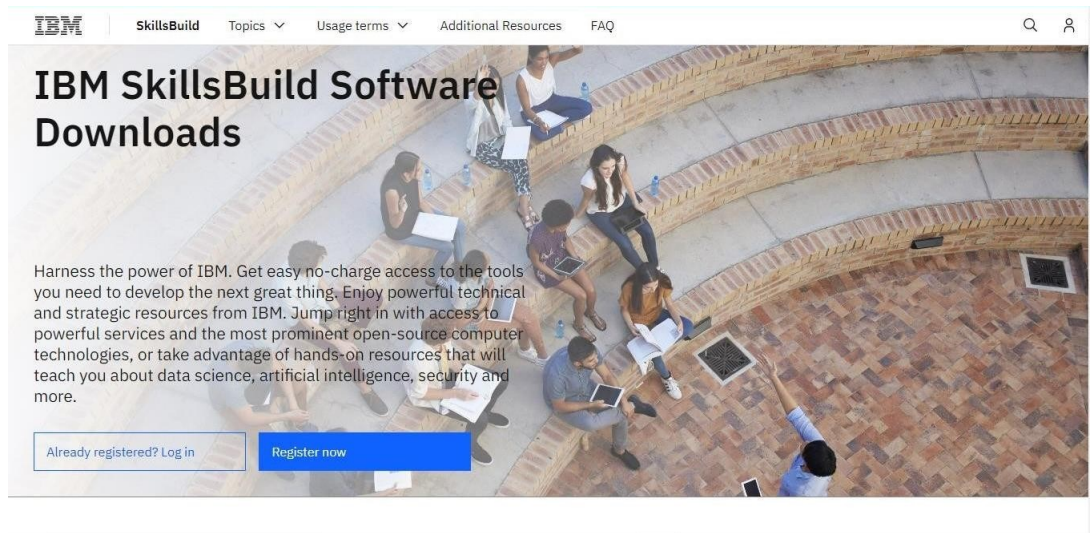 IBM SkillsBuild Topics Usage terms Additional Resources FAQ
IBM SkillsBuild Software
Downloads
Harness the power of IBM. Get easy no-charge access to the tools
you need to develop the next great thing. Enjoy powerful technical
and strategic resources from IBM. Jump right in with access to
powerful services and the most prominent open-source computer
technologies, or take advantage of hands-on resources that will
teach you about data science, artificial intelligence, security and
more.
Already registered? Log in Register now